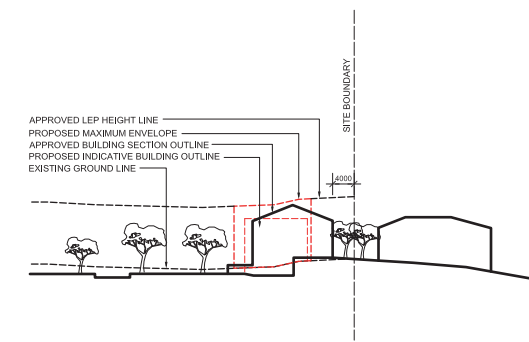 SITE BOUNDARY
APPROVED LEP HEIGHT LINE
PROPOSED MAXIMUM ENVELOPE
APPROVED BUILDING SECTION OUTLINE
PROPOSED INDICATIVE BUILDING OUTLINE
EXISTING GROUND LINE
4000